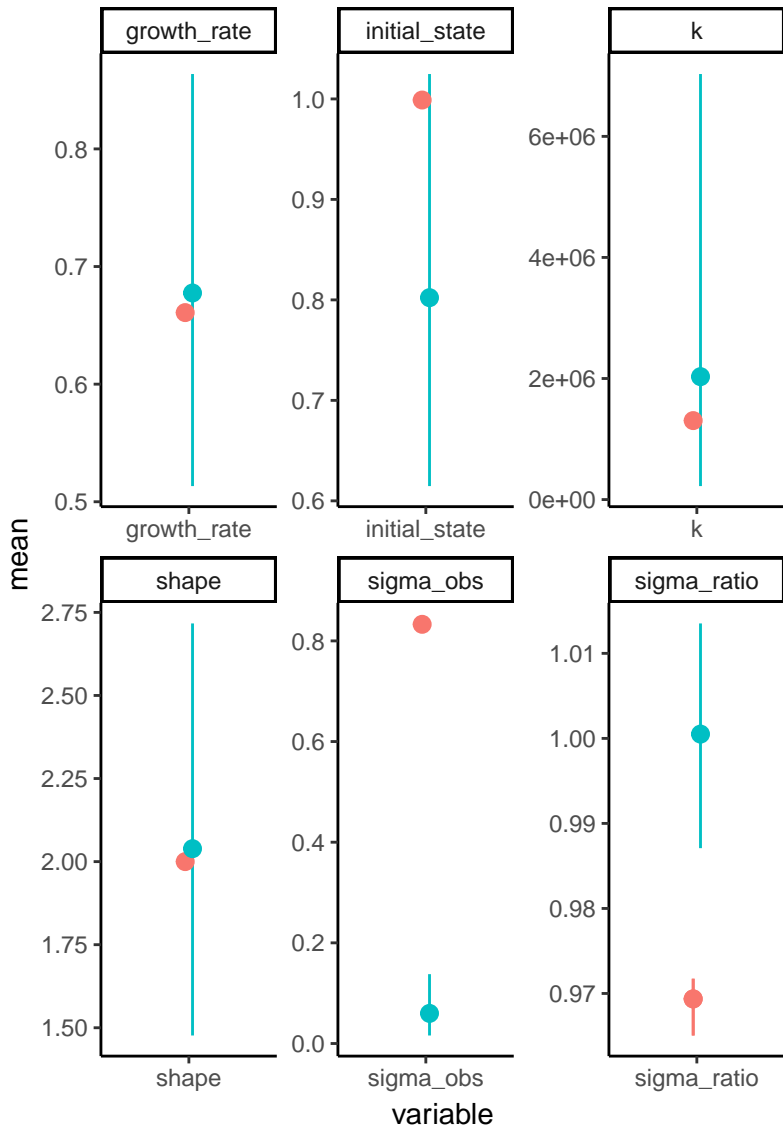 growth_rate initial_state k
0.8
0.7
0.6
0.5
1.0
0.9
0.8
0.7
0.6
6e+06
4e+06
2e+06
0e+00
growth_rate initial_state k
mean
shape sigma_obs sigma_ratio
2.75
2.50
2.25
2.00
1.75
1.50
0.8
0.6
0.4
0.2
0.0
1.01
1.00
0.99
0.98
0.97
shape sigma_obs sigma_ratio
variable